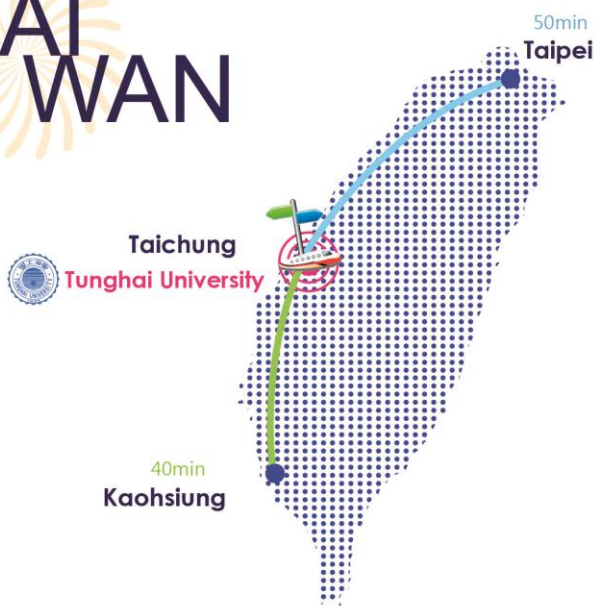 AI
WAN
50min
Taipei
Taichung
Tunghai University
40min
Kaohsiung